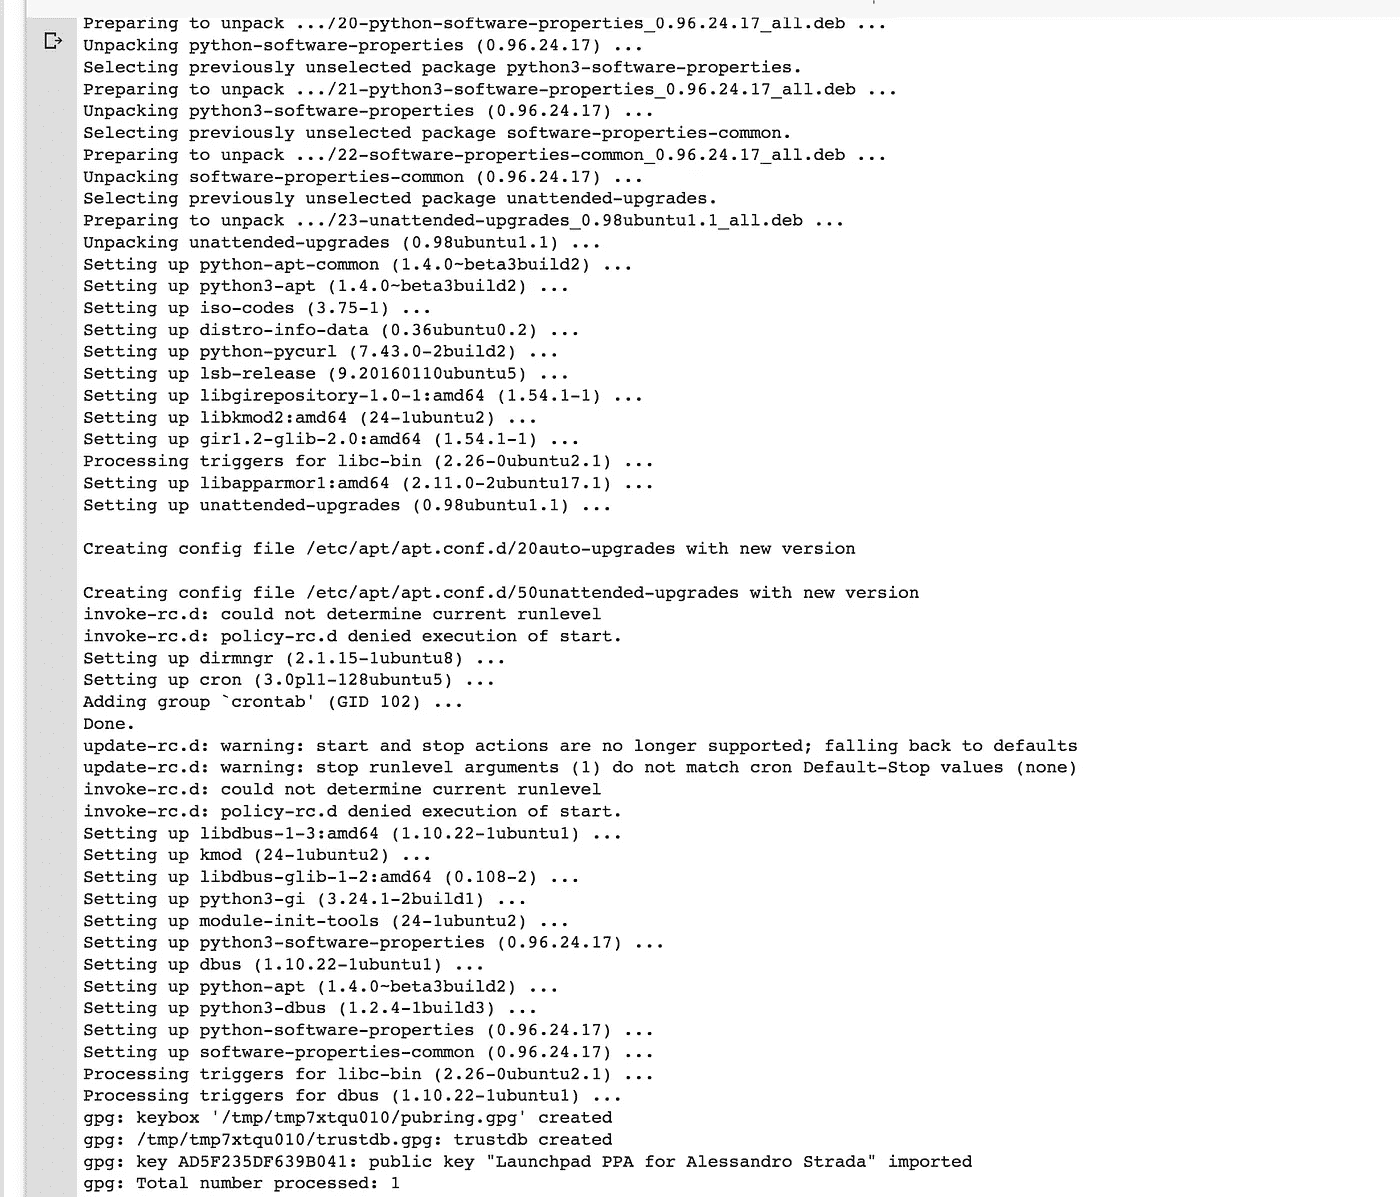 Preparing to unpack .../20-python-software-properties_0.96.24.17_all.deb ...
Unpacking python-software-properties (0.96.24.17) ...
Selecting previously unselected package python3-software-properties.
Preparing to unpack .../21-python3-software-properties_0.96.24.17_all.deb ...
Unpacking python3-software-properties (0.96.24.17) ...
Selecting previously unselected package software-properties-common.
Preparing to unpack .../22-software-properties-common_0.96.24.17_all.deb ...
Unpacking software-properties-common (0.96.24.17) ...
Selecting previously unselected package unattended-upgrades.
Preparing to unpack .../23-unattended-upgrades_0.98ubuntu1.1_all.deb ...
Unpacking unattended-upgrades (0.98ubuntu1.1) ...
Setting up python-apt-common (1.4.0~beta3build2) ...
Setting up python3-apt (1.4.0~beta3build2) ...
Setting up iso-codes (3.75-1) ...
Setting up distro-info-data (0.36ubuntu0.2) ...
Setting up python-pycurl (7.43.0-2build2) ...
Setting up lsb-release (9.20160110ubuntu5) ...
Setting up libgirepository-1.0-1:amd64 (1.54.1-1) ...
Setting up libkmod2:amd64 (24-1ubuntu2) ...
Setting up gir1.2-glib-2.0:amd64 (1.54.1-1) ...
Processing triggers for libc-bin (2.26-0ubuntu2.1) ...
Setting up libapparmor1:amd64 (2.11.0-2ubuntu17.1) ...
Setting up unattended-upgrades (0.98ubuntu1.1) ...
Creating config file /etc/apt/apt.conf.d/20auto-upgrades with new version
Creating config file /etc/apt/apt.conf.d/50unattended-upgrades with new version
invoke-rc.d: could not determine current runlevel
invoke-rc.d: policy-rc.d denied execution of start.
Setting up dirmngr (2.1.15-1ubuntu8) ...
Setting up cron (3.0pl1-128ubuntu5) ...
Adding group `crontab' (GID 102) ...
Done.
update-rc.d: warning: start and stop actions are no longer supported; falling back to defaults
update-rc.d: warning: stop runlevel arguments (1) do not match cron Default-Stop values (none)
invoke-rc.d: could not determine current runlevel
invoke-rc.d: policy-rc.d denied execution of start.
Setting up libdbus-1-3:amd64 (1.10.22-1ubuntu1) ...
Setting up kmod (24-1ubuntu2) ...
Setting up libdbus-glib-1-2:amd64 (0.108-2) ...
Setting up python3-gi (3.24.1-2build1) ...
Setting up module-init-tools (24-1ubuntu2) ...
Setting up python3-software-properties (0.96.24.17) ...
Setting up dbus (1.10.22-1ubuntu1) ...
Setting up python-apt (1.4.0~beta3build2) ...
Setting up python3-dbus (1.2.4-1build3) ...
Setting up python-software-properties (0.96.24.17) ...
Setting up software-properties-common (0.96.24.17) ...
Processing triggers for libc-bin (2.26-0ubuntu2.1) ...
Processing triggers for dbus (1.10.22-1ubuntu1) ...
gpg: keybox '/tmp/tmp7xtqu010/pubring.gpg' created
gpg: /tmp/tmp7xtqu010/trustdb.gpg: trustdb created
gpg: key AD5F235DF639B041: public key "Launchpad PPA for Alessandro Strada" imported
gpg: Total number processed: 1